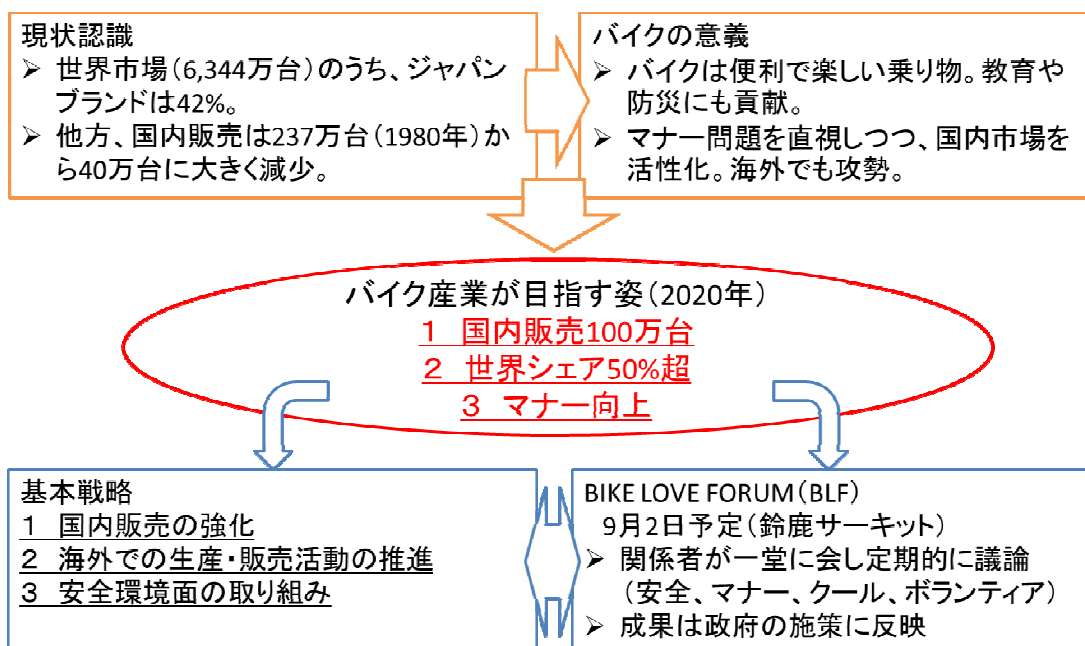 現状認識
➢ 世界市場（6,344万台）のうち、ジャパン
ブランドは42%。
➢ 他方、国内販売は237万台（1980年）か
ら40万台に大きく減少。
バイクの意義
➢ バイクは便利で楽しい乗り物。教育や
防災にも貢献。
➢ マナー問題を直視しつつ、国内市場を
活性化。海外でも攻勢。
バイク産業が目指す姿（2020年）
１　国内販売100万台
２　世界シェア50%超
３　マナー向上
基本戦略
１　国内販売の強化
２　海外での生産・販売活動の推進
３　安全環境面の取り組み
BIKE LOVE FORUM（BLF）
9月2日予定（鈴鹿サーキット）
➢ 関係者が一堂に会し定期的に議論
（安全、マナー、クール、ボランティア）
➢ 成果は政府の施策に反映